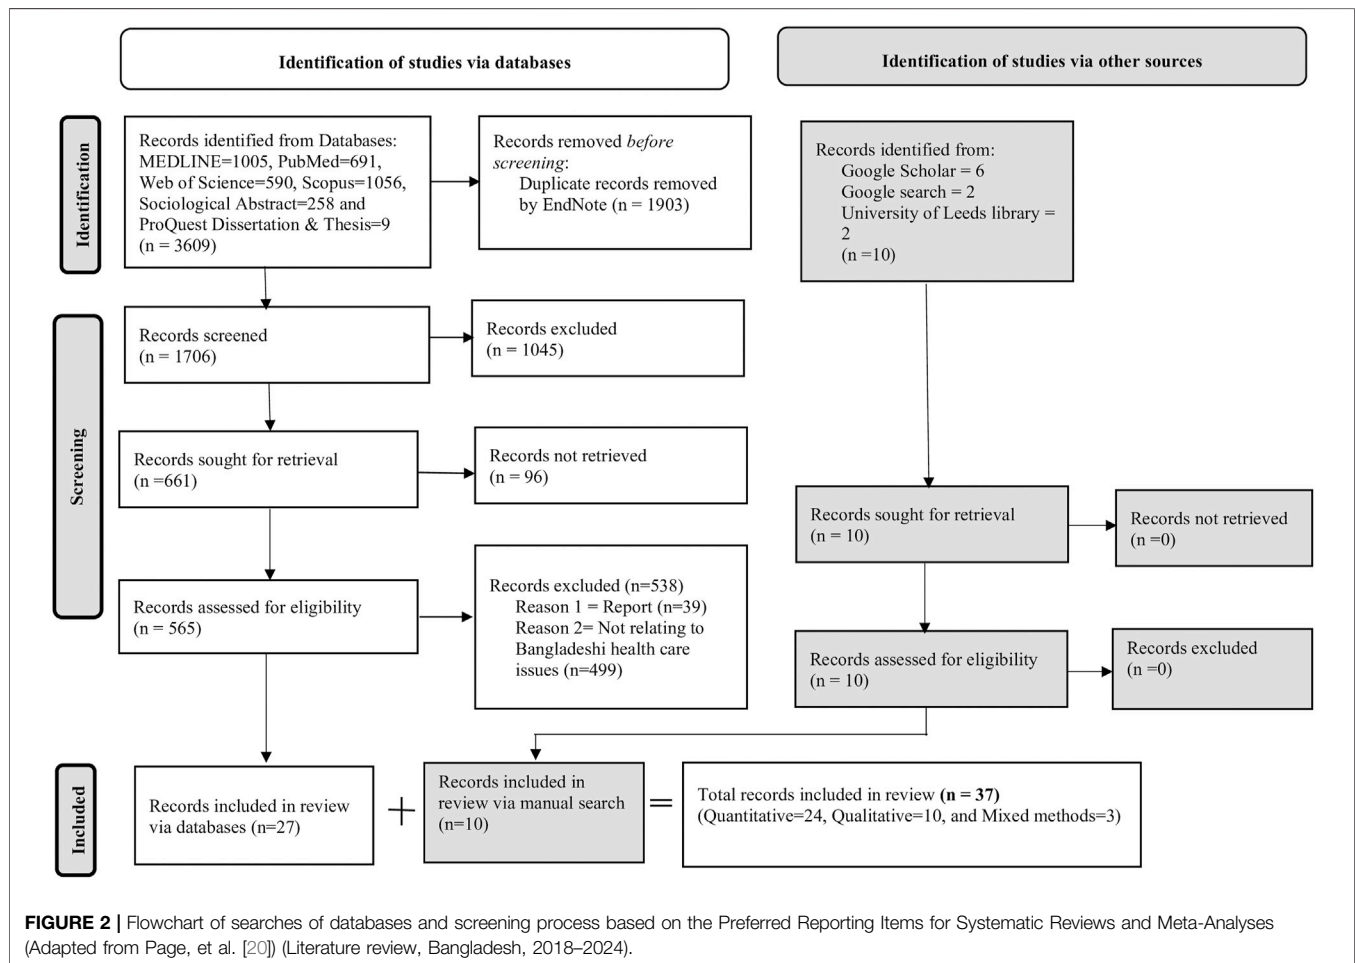 Identification of studies via databases
Identification of studies via other sources
Identification
Records identified from Databases:
MEDLINE=1005, PubMed=691,
Web of Science=590, Scopus=1056,
Sociological Abstract=258 and
ProQuest Dissertation & Thesis=9
(n = 3609)
Records removed before
screening:
Duplicate records removed
by EndNote (n = 1903)
Records identified from:
Google Scholar = 6
Google search = 2
University of Leeds library =
2
(n =10)
Screening
Records screened
(n = 1706)
Records excluded
(n = 1045)
Records sought for retrieval
(n =661)
Records not retrieved
(n = 96)
Records sought for retrieval
(n = 10)
Records not retrieved
(n =0)
Records assessed for eligibility
(n = 565)
Records excluded (n=538)
Reason 1 = Report (n=39)
Reason 2= Not relating to
Bangladeshi health care
issues (n=499)
Records assessed for eligibility
(n = 10)
Records excluded
(n =0)
Included
Records included in review
via databases (n=27)
+
Records included in
review via manual search
(n=10)
=
Total records included in review (n = 37)
(Quantitative=24, Qualitative=10, and Mixed methods=3)
FIGURE 2 | Flowchart of searches of databases and screening process based on the Preferred Reporting Items for Systematic Reviews and Meta-Analyses
(Adapted from Page, et al. [20]) (Literature review, Bangladesh, 2018–2024).